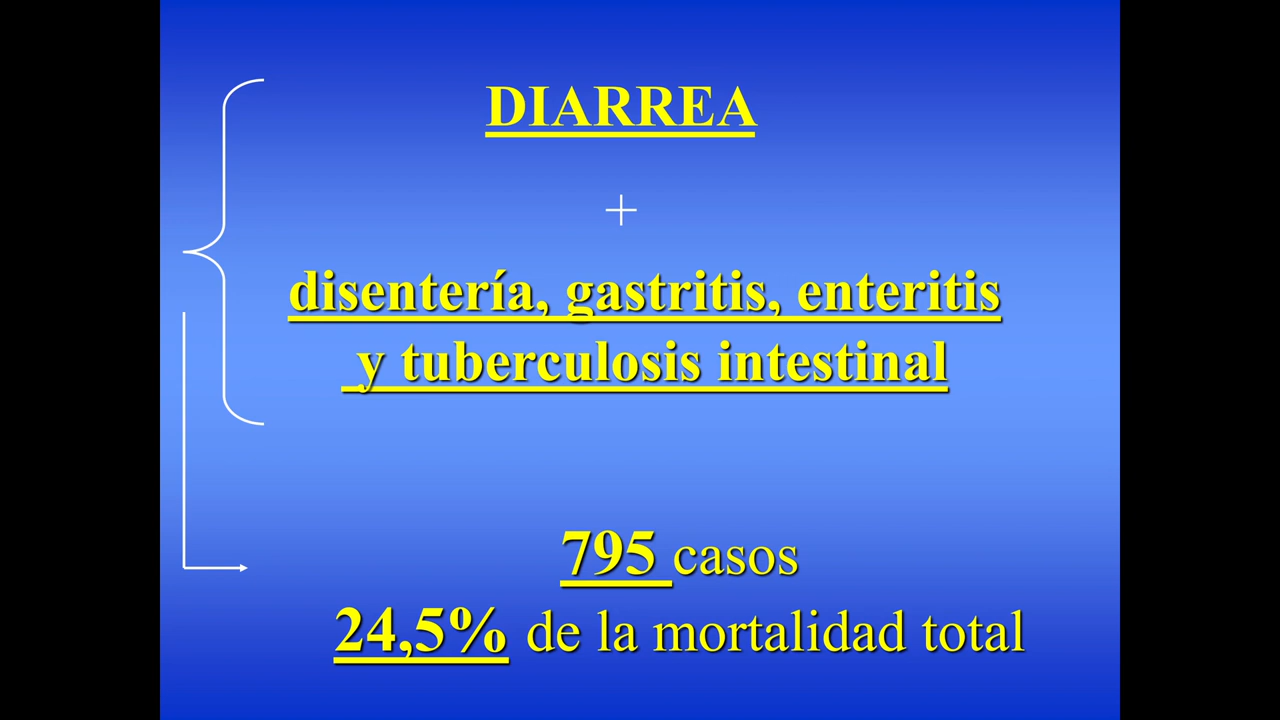 DIARREA
+
disentería, gastritis, enteritis
y tuberculosis intestinal
795 casos
24,5% de la mortalidad total